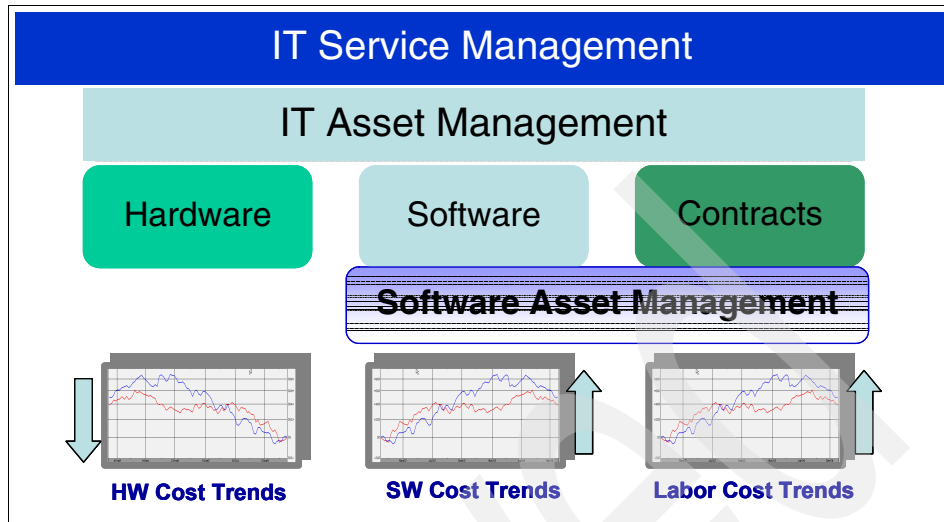 IT Service Management
IT Asset Management
Hardware
Software
Contracts
Software Asset Management
HW Cost Trends
SW Cost Trends
Labor Cost Trends